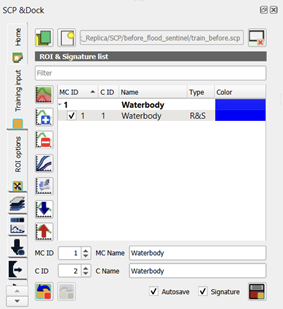 SCP &Dock
Home
Training input
ROI options
:_Replica/SCP/before_flood_sentinel/train_before.scp
ROI & Signature list
Filter
MC ID C ID Name Type Color
1 Waterbody
1 1 Waterbody R&S
MC ID 1 MC Name Waterbody
C ID 2 C Name Waterbody
Autosave Signature